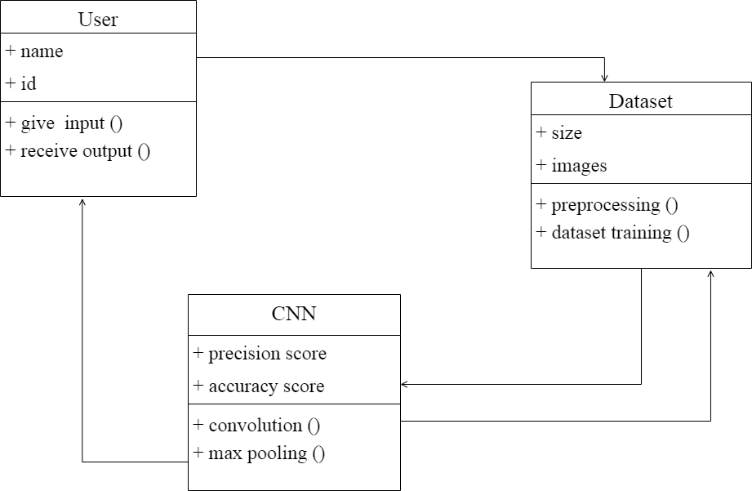 User
+ name
+ id
+ give input ()
+ receive output ()
Dataset
+ size
+ images
+ preprocessing ()
+ dataset training ()
CNN
+ precision score
+ accuracy score
+ convolution ()
+ max pooling ()